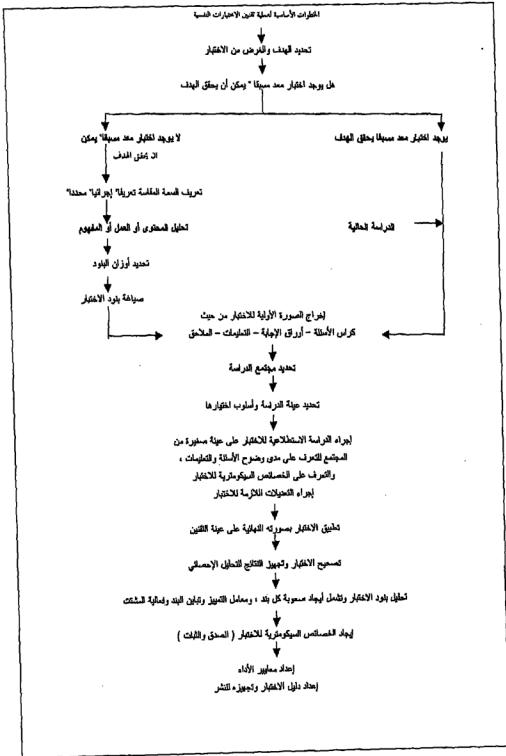 الخطوات الأساسية لعملية تقنين الاختبارات النفسية
تحديد الهدف والغرض من الاختبار
هل يوجد اختبار معد مسبقا" يمكن أن يحقق الهدف
يوجد اختبار معد مسبقا يحقق الهدف
لا يوجد اختبار معد مسبقا" يمكن
ان يحقق الهدف
تعريف السمة المقاسة تعريفا" إجرائيا" محددا"
تحليل المحتوى أو العمل أو المفهوم
الدراسة الحالية
تحديد أوزان البنود
صياغة بنود الاختبار
إخراج الصورة الأولية للاختبار من حيث
كراس الأسئلة – أوراق الإجابة – التعليمات – الملاحق
تحديد مجتمع الدراسة
تحديد عينة الدراسة وأسلوب اختيارها
إجراء الدراسة الاستطلاعية للاختبار على عينة صغيرة من
المجتمع للتعرف على مدى وضوح الأسئلة والتعليمات ،
والتعرف على الخصائص السيكومترية للاختبار
إجراء التعديلات اللازمة للاختبار
تطبيق الاختبار بصورته النهائية على عينة التقنين
تصحيح الاختبار وتجهيز النتائج للتحليل الإحصائي
تحليل بنود الاختبار وتشمل أيجاد صعوبة كل بند ، ومعامل التمييز وتباين البند وفعالية المشتت
إيجاد الخصائص السيكومترية للاختبار ( الصدق والثبات )
إعداد معايير الأداء
إعداد دليل الاختبار وتجهيزه للنشر